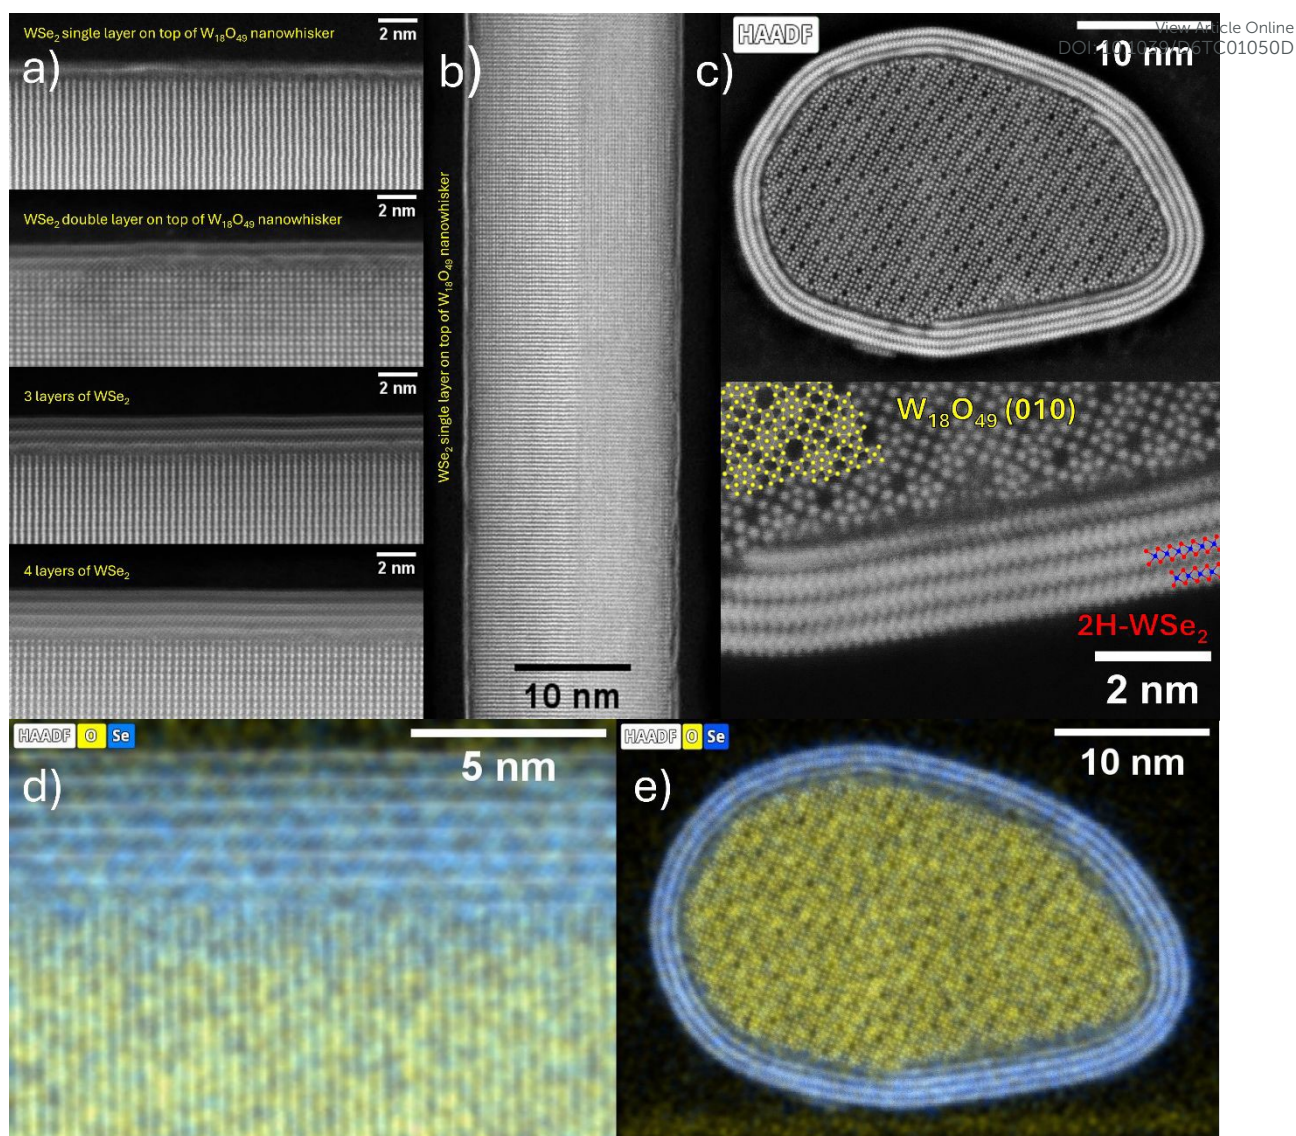 WSe₂ single layer on top of W₁₈O₄₉ nanowhisker
2 nm
a)
WSe₂ double layer on top of W₁₈O₄₉ nanowhisker
2 nm
3 layers of WSe₂
2 nm
4 layers of WSe₂
2 nm
b)
WSe₂ single layer on top of W₁₈O₄₉ nanowhisker
10 nm
HAADF
View Article Online
10 nm
c)
W₁₈O₄₉ (010)
2H-WSe₂
2 nm
HAADF O Se
5 nm
d)
HAADF O Se
10 nm
e)